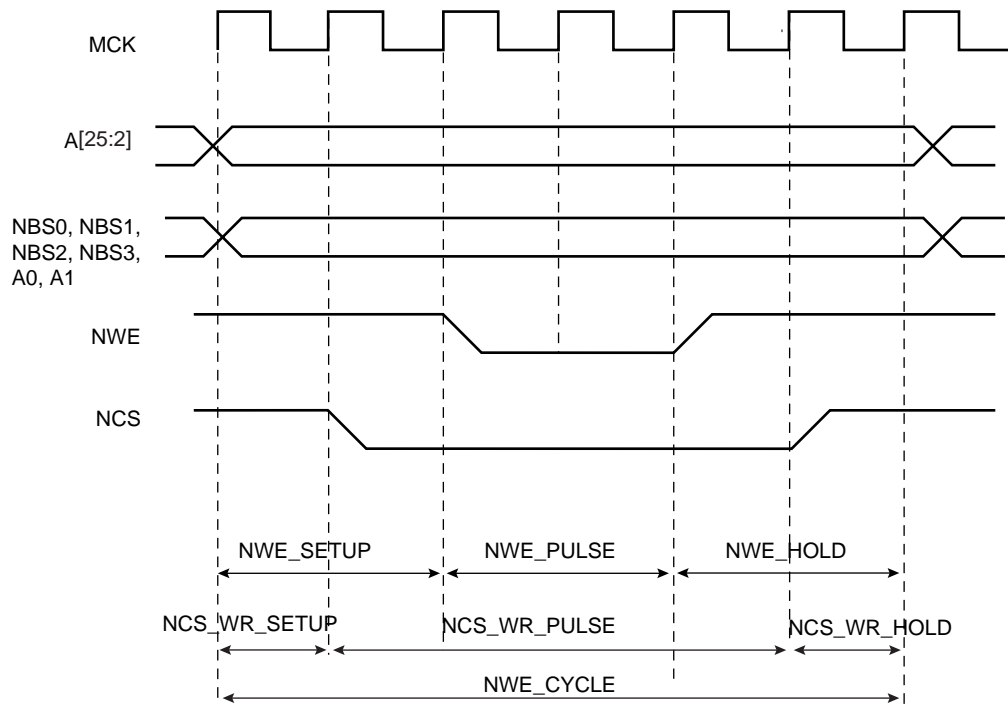 MCK
A[25:2]
NBS0, NBS1,
NBS2, NBS3,
A0, A1
NWE
NCS
NWE_SETUP NWE_PULSE NWE_HOLD
NCS_WR_SETUP NCS_WR_PULSE NCS_WR_HOLD
NWE_CYCLE